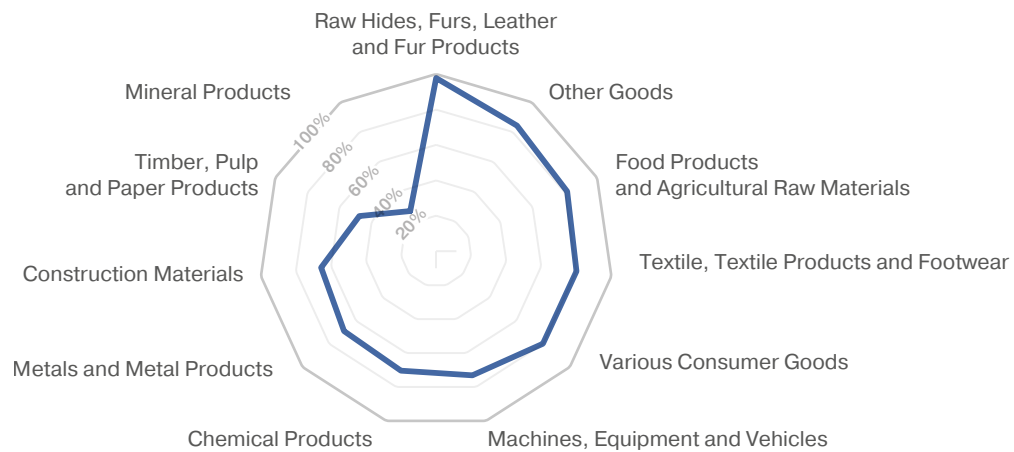 Raw Hides, Furs, Leather
and Fur Products
Mineral Products
Other Goods
100%
80%
60%
40%
20%
Timber, Pulp
and Paper Products
Food Products
and Agricultural Raw Materials
Construction Materials
Textile, Textile Products and Footwear
Metals and Metal Products
Various Consumer Goods
Chemical Products
Machines, Equipment and Vehicles